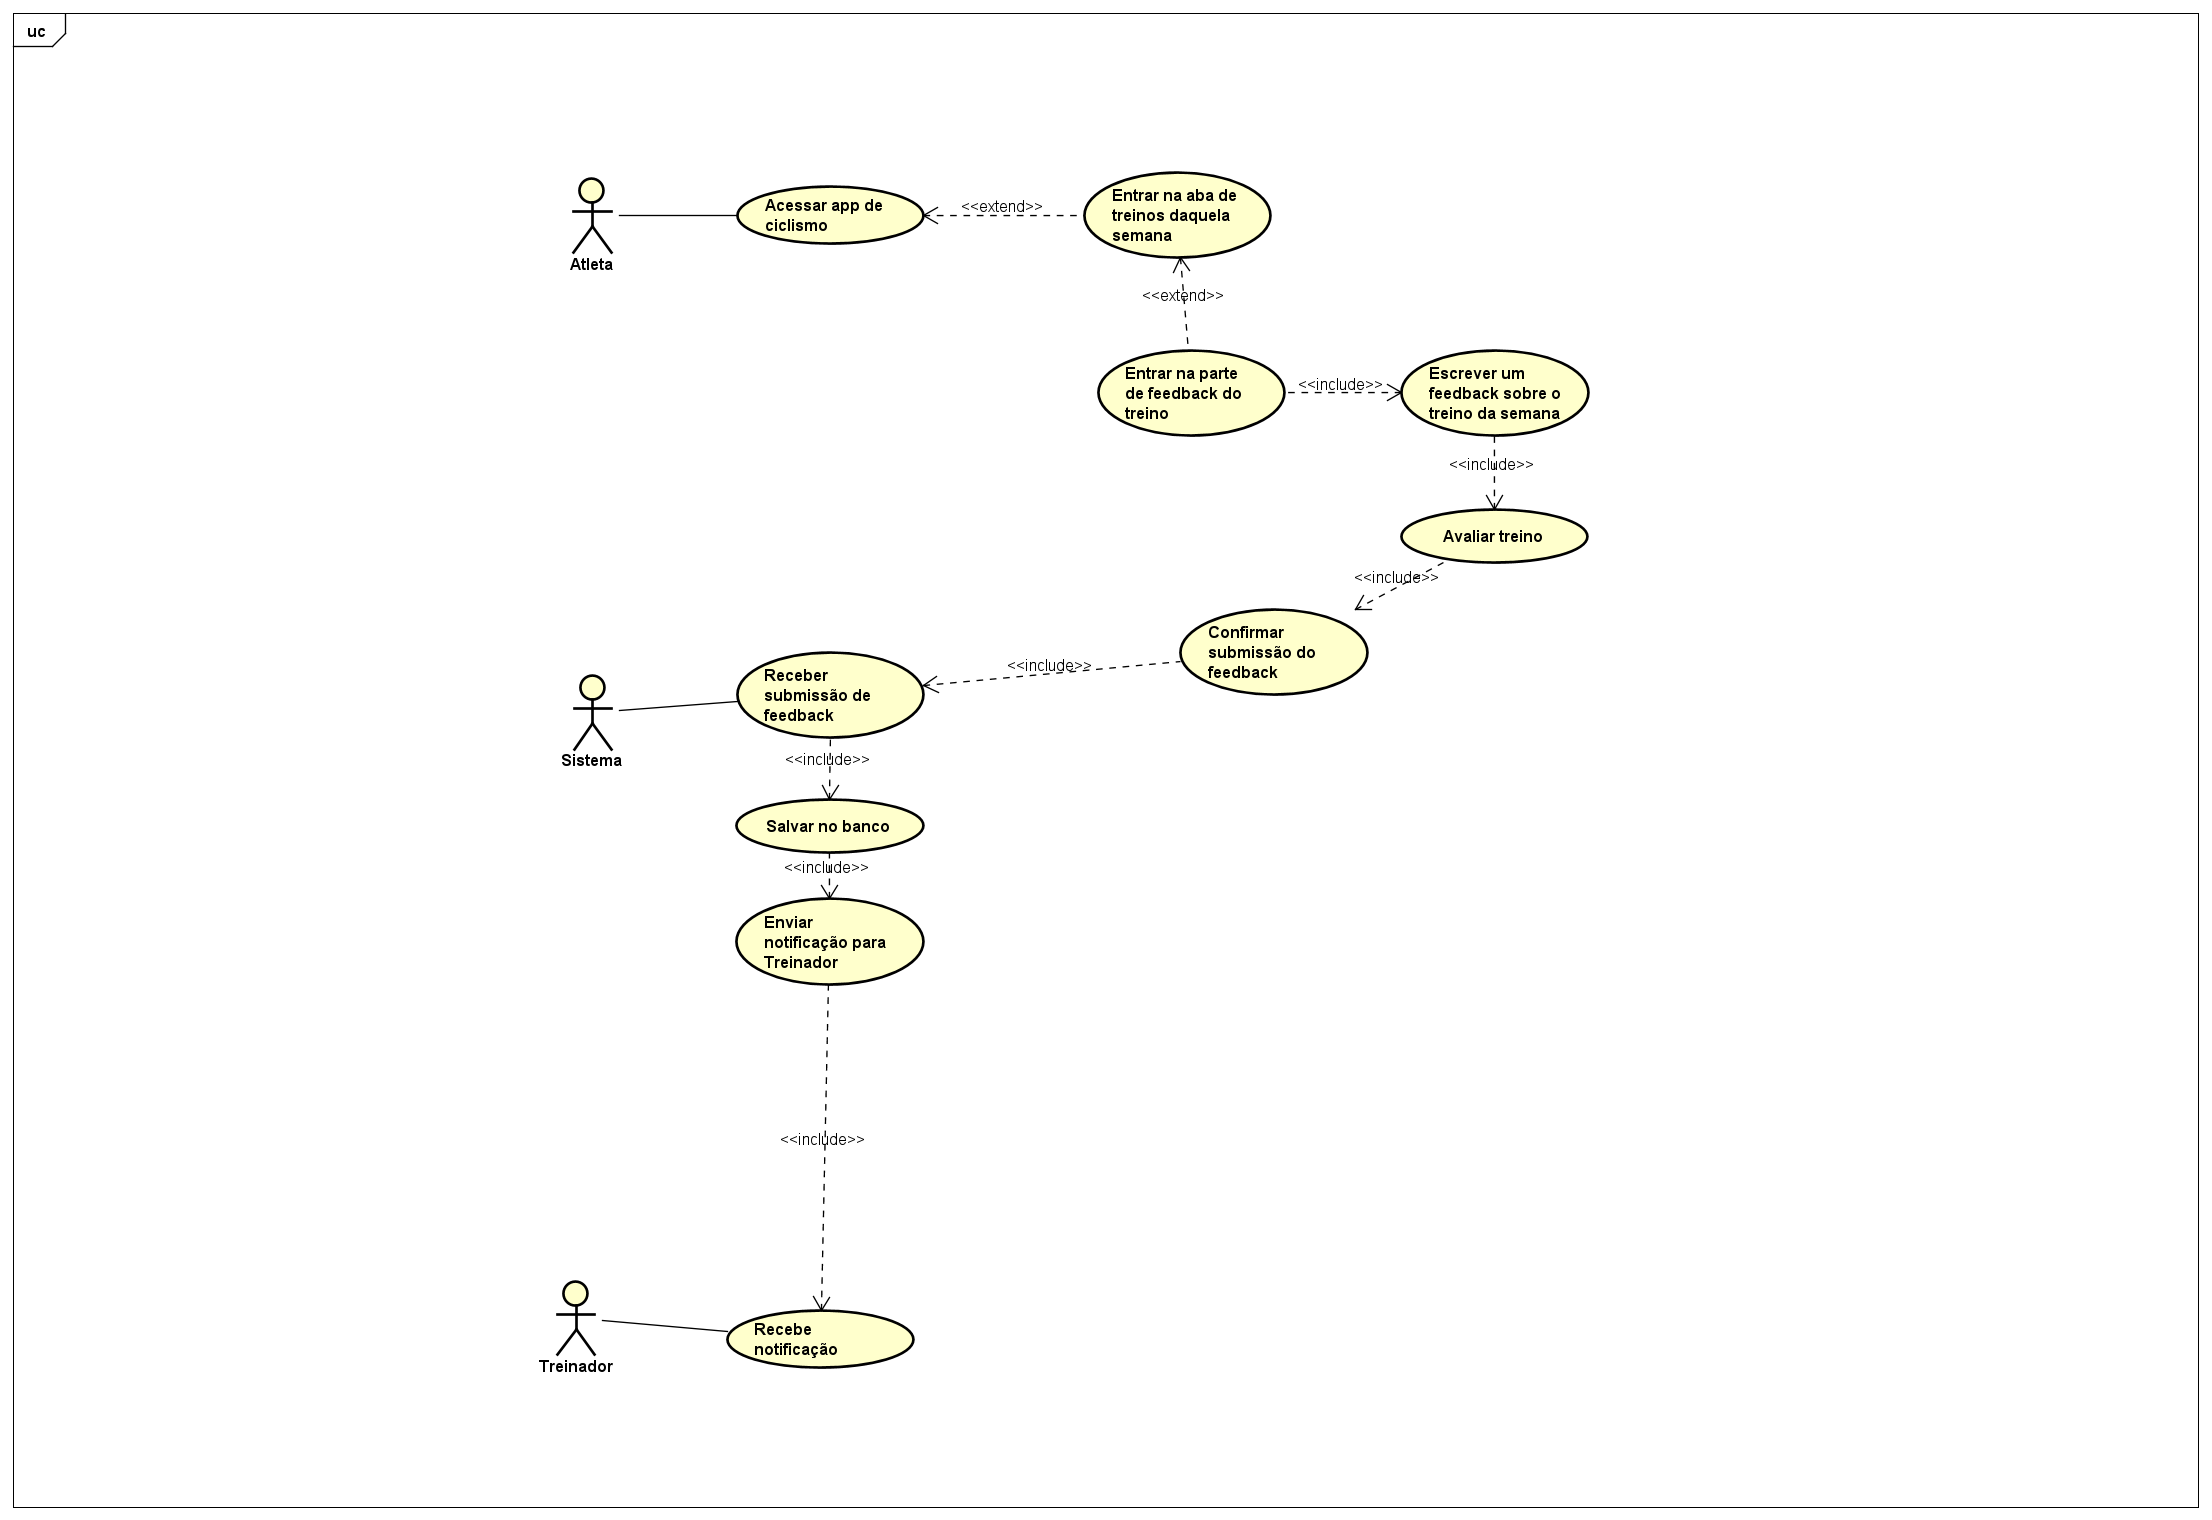 uc
Acessar app de
ciclismo
<<extend>>
Entrar na aba de
treinos daquela
semana
Atleta
<<extend>>
Entrar na parte
de feedback do
treino
<<include>>
Escrever um
feedback sobre o
treino da semana
<<include>>
Avaliar treino
<<include>>
Confirmar
submissão do
feedback
<<include>>
Receber
submissão de
feedback
Sistema
<<include>>
Salvar no banco
<<include>>
Enviar
notificação para
Treinador
<<include>>
Recebe
notificação
Treinador